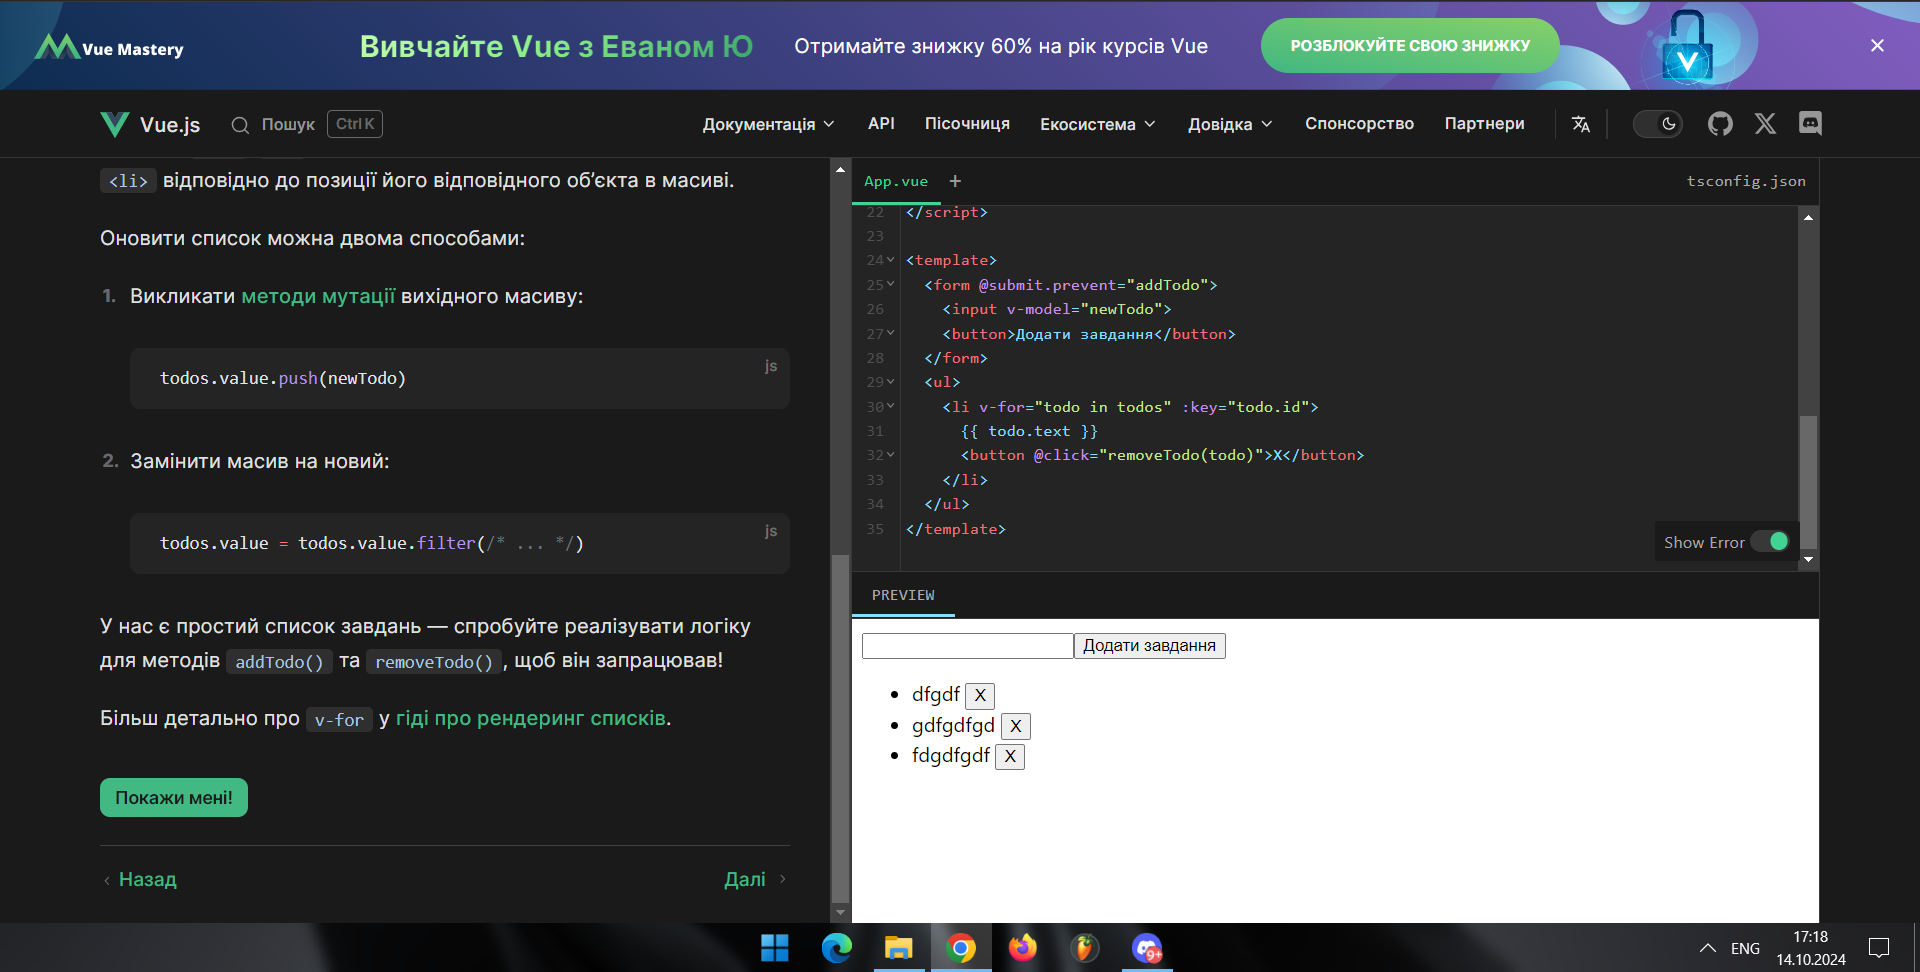 Vue Mastery
Вивчайте Vue з Еваном Ю
Отримайте знижку 60% на рік курсів Vue
РОЗБЛОКУЙТЕ СВОЮ ЗНИЖКУ
Vue.js
Пошук
Ctrl K
Документація
API
Пісочниця
Екосистема
Довідка
Спонсорство
Партнери
<li> відповідно до позиції його відповідного об’єкта в масиві.
Оновити список можна двома способами:
1. Викликати методи мутації вихідного масиву:
js
todos.value.push(newTodo)
2. Замінити масив на новий:
js
todos.value = todos.value.filter(/* ... */)
У нас є простий список завдань — спробуйте реалізувати логіку
для методів addTodo() та removeTodo(), щоб він запрацював!
Більш детально про v-for у гіді про рендеринг списків.
Покажи мені!
Назад
Далі
App.vue +
tsconfig.json
22 </script>
23
24 <template>
25 <form @submit.prevent="addTodo">
26 <input v-model="newTodo">
27 <button>Додати завдання</button>
28 </form>
29 <ul>
30 <li v-for="todo in todos" :key="todo.id">
31 {{ todo.text }}
32 <button @click="removeTodo(todo)">X</button>
33 </li>
34 </ul>
35 </template>
Show Error
PREVIEW
Додати завдання
dfgdf X
gdfgdfgd X
fdgdfgdf X
9+
ENG
17:18
14.10.2024